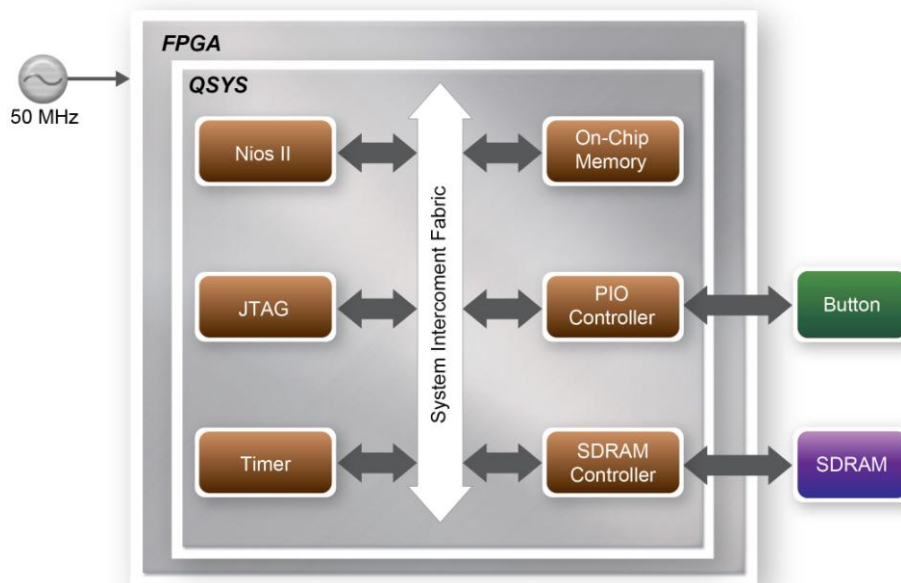 FPGA
QSYS
50 MHz
Nios II
On-Chip
Memory
System Intercoment Fabric
JTAG
PIO
Controller
Button
Timer
SDRAM
Controller
SDRAM